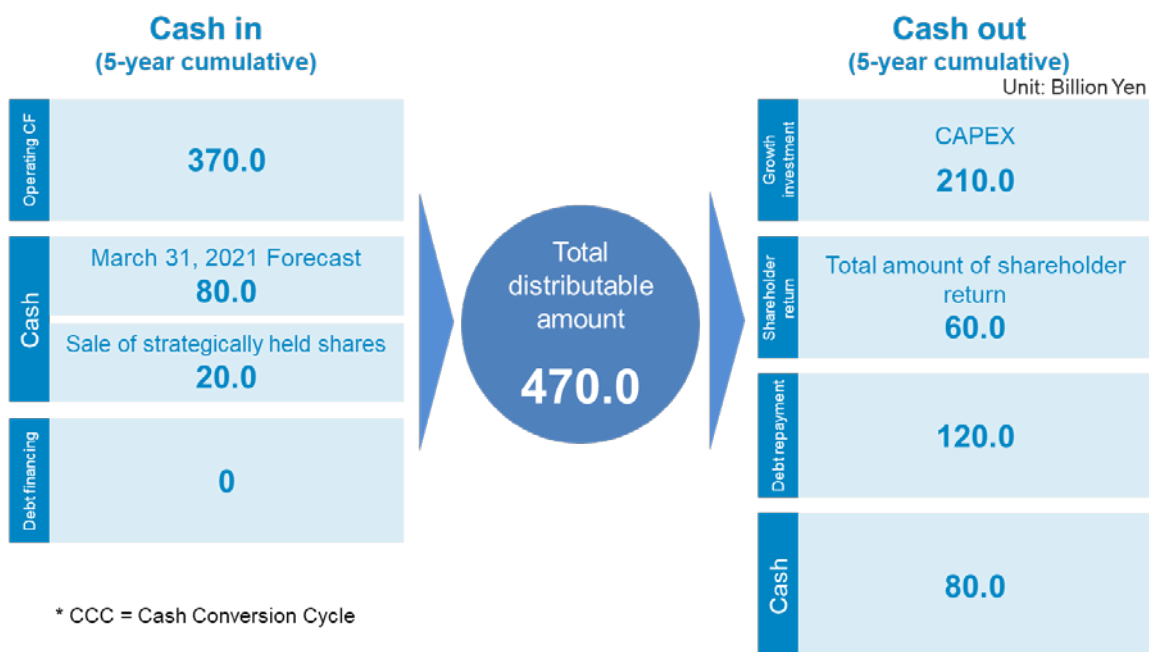 Cash in
(5-year cumulative)
Operating CF
370.0
Cash
March 31, 2021 Forecast
80.0
Sale of strategically held shares
20.0
Debt financing
0
* CCC = Cash Conversion Cycle
Total
distributable
amount
470.0
Cash out
(5-year cumulative)
Unit: Billion Yen
Growth
investment
CAPEX
210.0
Shareholder
return
Total amount of shareholder
return
60.0
Debt repayment
120.0
Cash
80.0